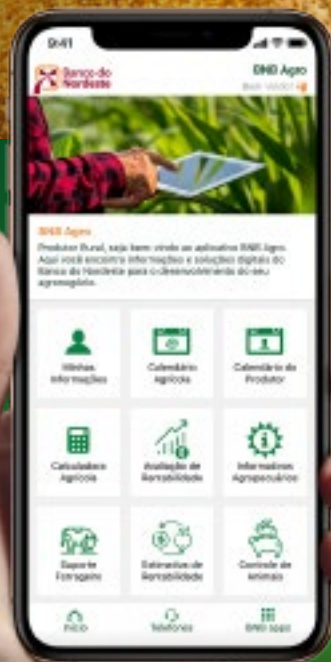 9:41
Banco do
Nordeste
BNB Agro
Bem vindo!
BNB Agro
Produtor Rural, seja bem vindo ao aplicativo BNB Agro.
Aqui você encontra informações e soluções digitais do
Banco do Nordeste para o desenvolvimento do seu
agronegócio.
Minhas
Informações
Calendário
Agrícola
Calendário do
Produtor
Calculadora
Agrícola
Avaliação de
Rentabilidade
Informativos
Agropecuários
Suporte
Forrageiro
Estimativa de
Rentabilidade
Controle de
Animais
Início
Telefones
BNB apps